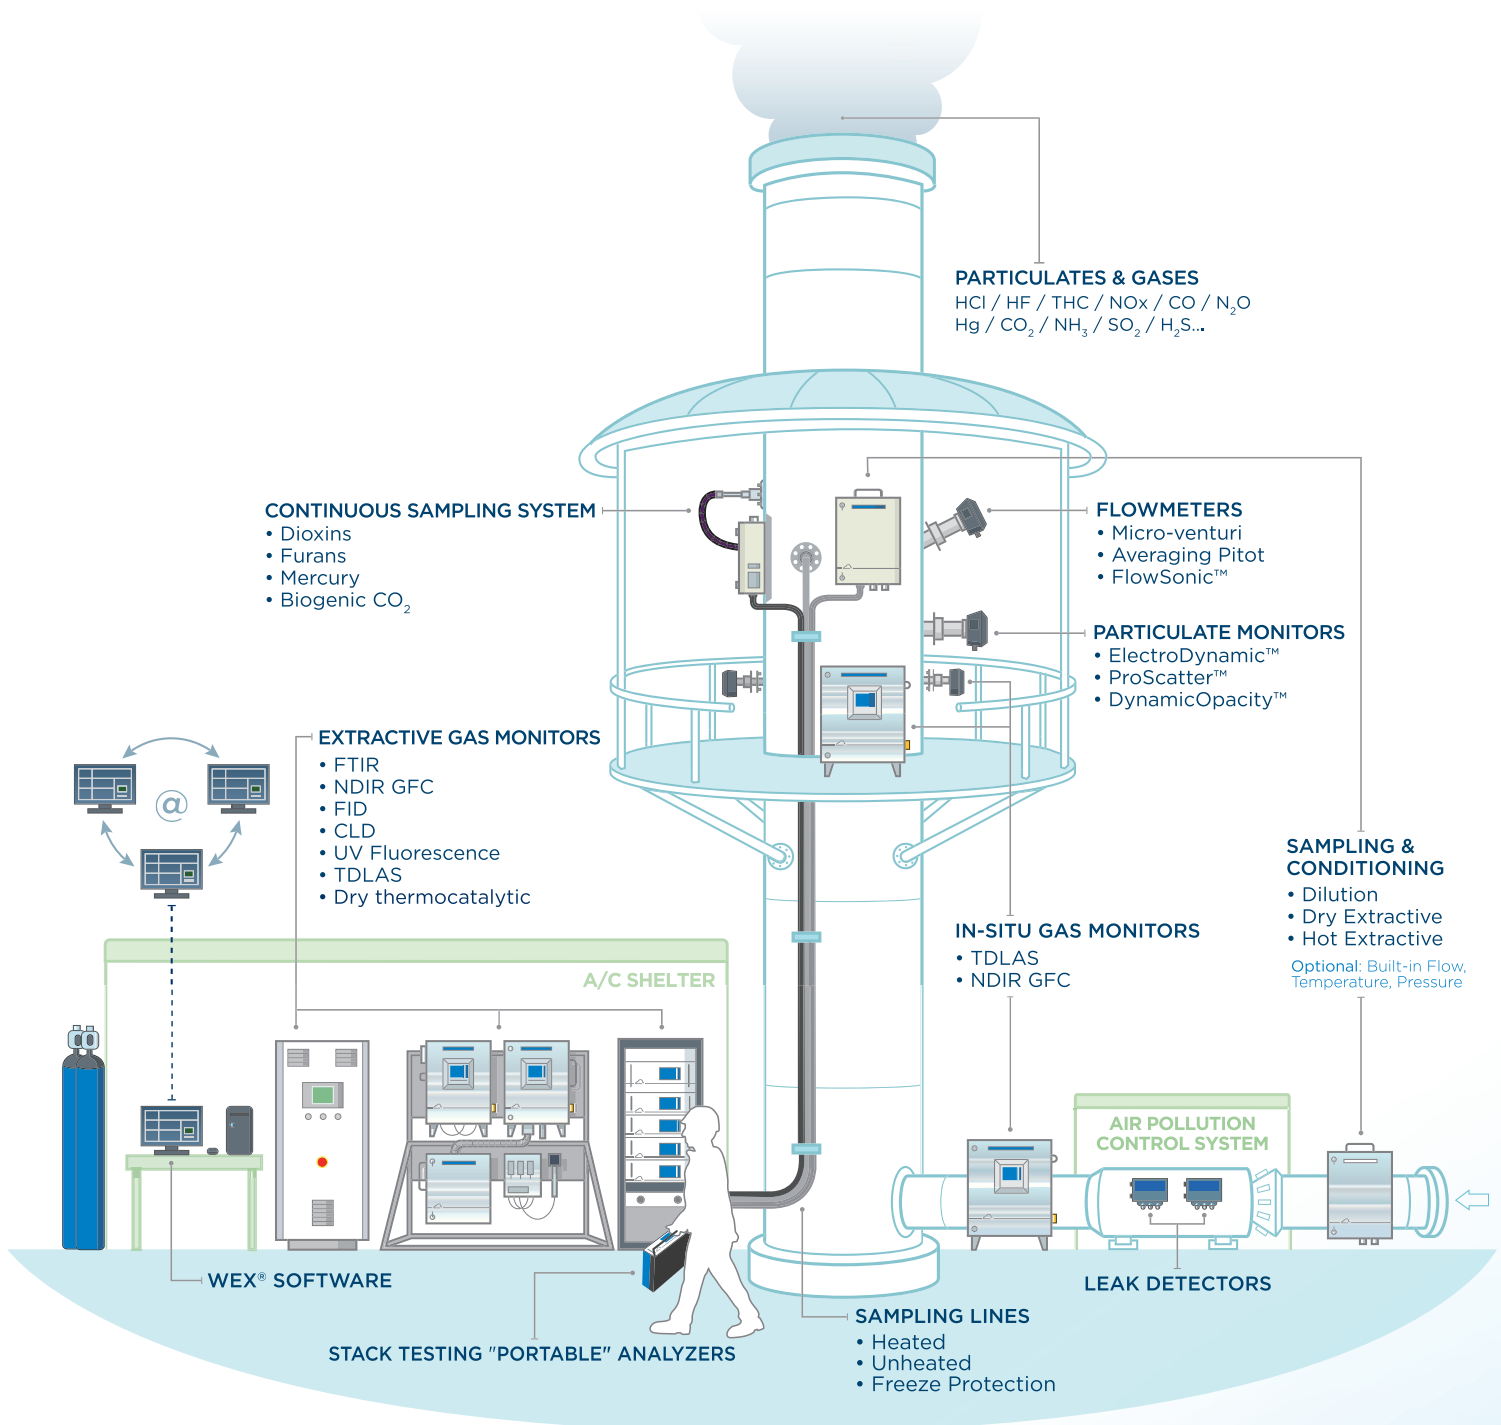 PARTICULATES & GASES
HCl / HF / THC / NOx / CO / N₂O
Hg / CO₂ / NH₃ / SO₂ / H₂S...
CONTINUOUS SAMPLING SYSTEM
• Dioxins
• Furans
• Mercury
• Biogenic CO₂
FLOWMETERS
• Micro-venturi
• Averaging Pitot
• FlowSonic™
PARTICULATE MONITORS
• ElectroDynamic™
• ProScatter™
• DynamicOpacity™
EXTRACTIVE GAS MONITORS
• FTIR
• NDIR GFC
• FID
• CLD
• UV Fluorescence
• TDLAS
• Dry thermocatalytic
@
SAMPLING &
CONDITIONING
• Dilution
• Dry Extractive
• Hot Extractive
Optional: Built-in Flow,
Temperature, Pressure
IN-SITU GAS MONITORS
• TDLAS
• NDIR GFC
A/C SHELTER
AIR POLLUTION
CONTROL SYSTEM
WEX® SOFTWARE
LEAK DETECTORS
STACK TESTING "PORTABLE" ANALYZERS
SAMPLING LINES
• Heated
• Unheated
• Freeze Protection